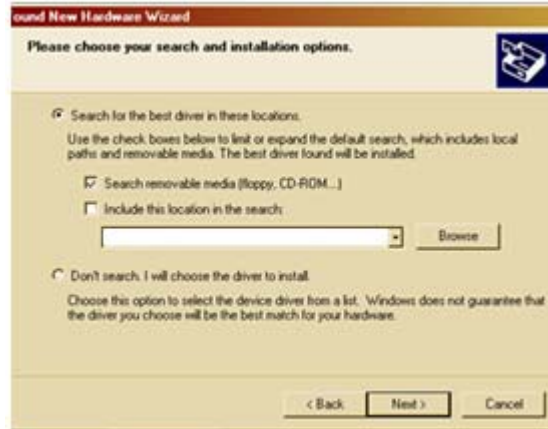 ound New Hardware Wizard
Please choose your search and installation options.
Search for the best driver in these locations.
Use the check boxes below to limit or expand the default search, which includes local
paths and removable media. The best driver found will be installed.
Search removable media (floppy, CD-ROM...)
Include this location in the search:
Browse
Don't search. I will choose the driver to install.
Choose this option to select the device driver from a list. Windows does not guarantee that
the driver you choose will be the best match for your hardware.
< Back Next > Cancel